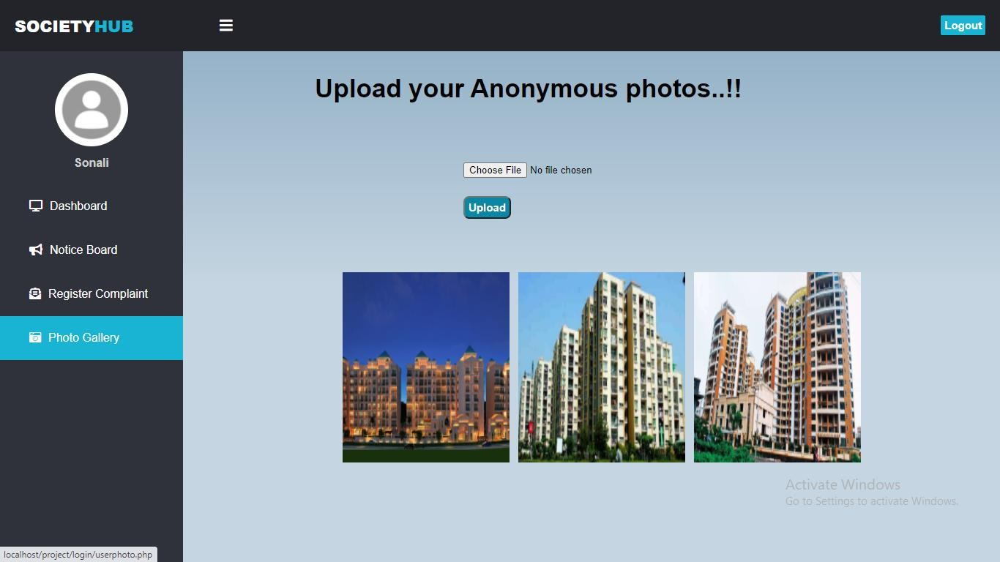 SOCIETYHUB
Logout
Upload your Anonymous photos..!!
Sonali
Choose File No file chosen
Dashboard
Upload
Notice Board
Register Complaint
Photo Gallery
Activate Windows
Go to Settings to activate Windows.
localhost/project/login/userphoto.php